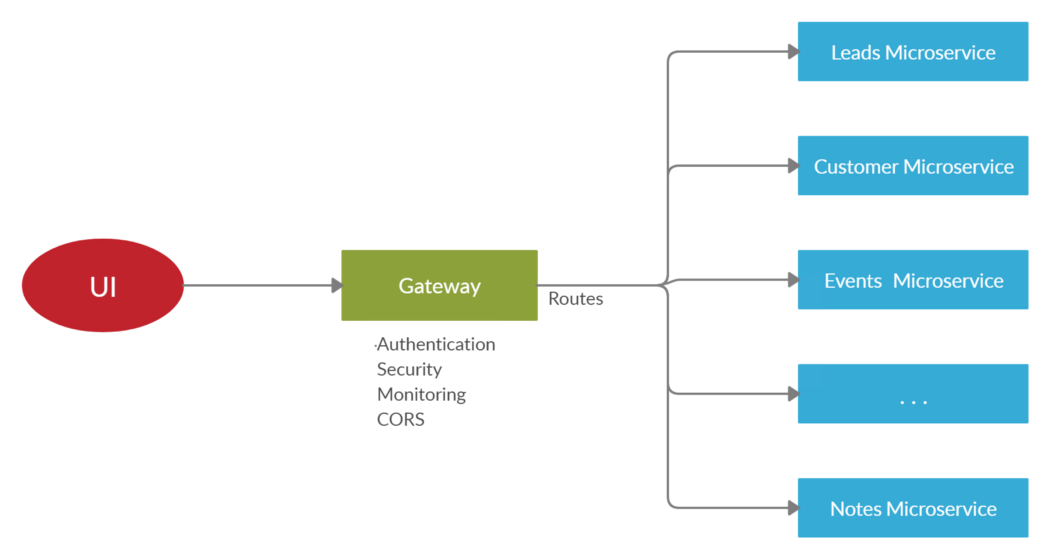 UI
Gateway
Routes
Authentication
Security
Monitoring
CORS
Leads Microservice
Customer Microservice
Events Microservice
. . .
Notes Microservice